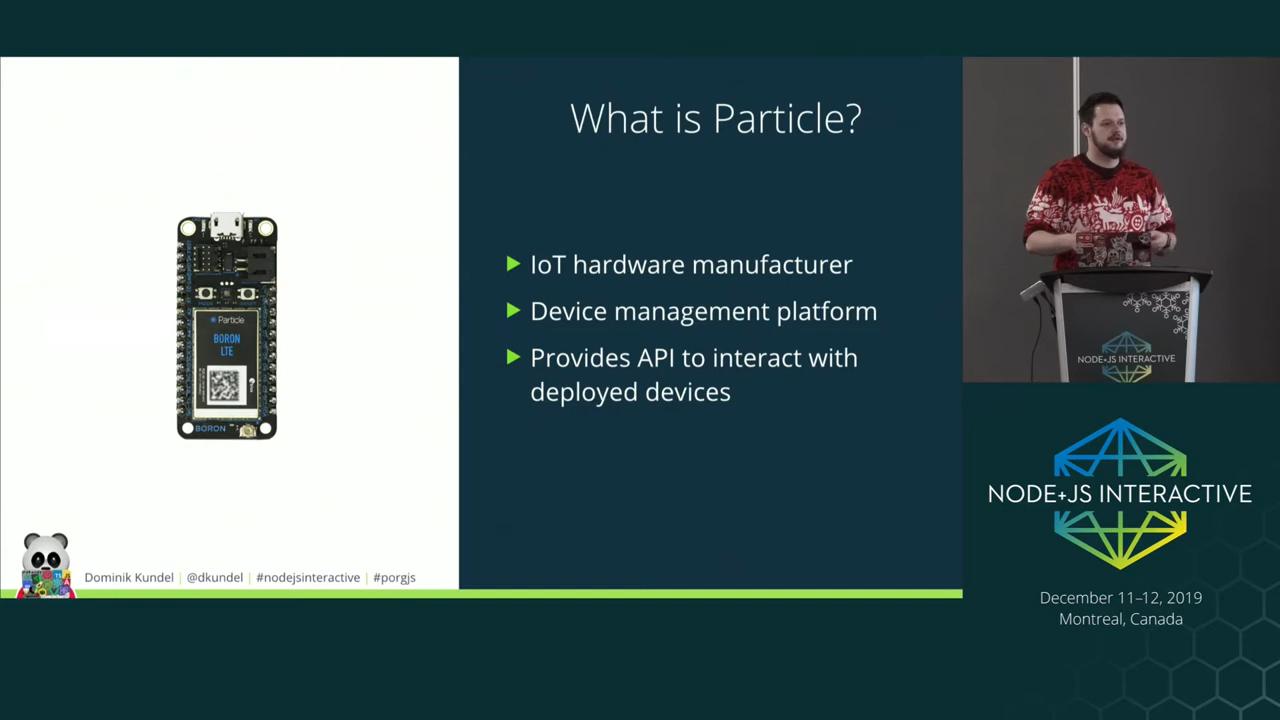 What is Particle?
IoT hardware manufacturer
Device management platform
Provides API to interact with
deployed devices
Particle
BORON
LTE
BORON
Dominik Kundel | @dkundel | #nodejsinteractive | #porgjs
NODE+JS INTERACTIVE
NODE+JS INTERACTIVE
December 11–12, 2019
Montreal, Canada